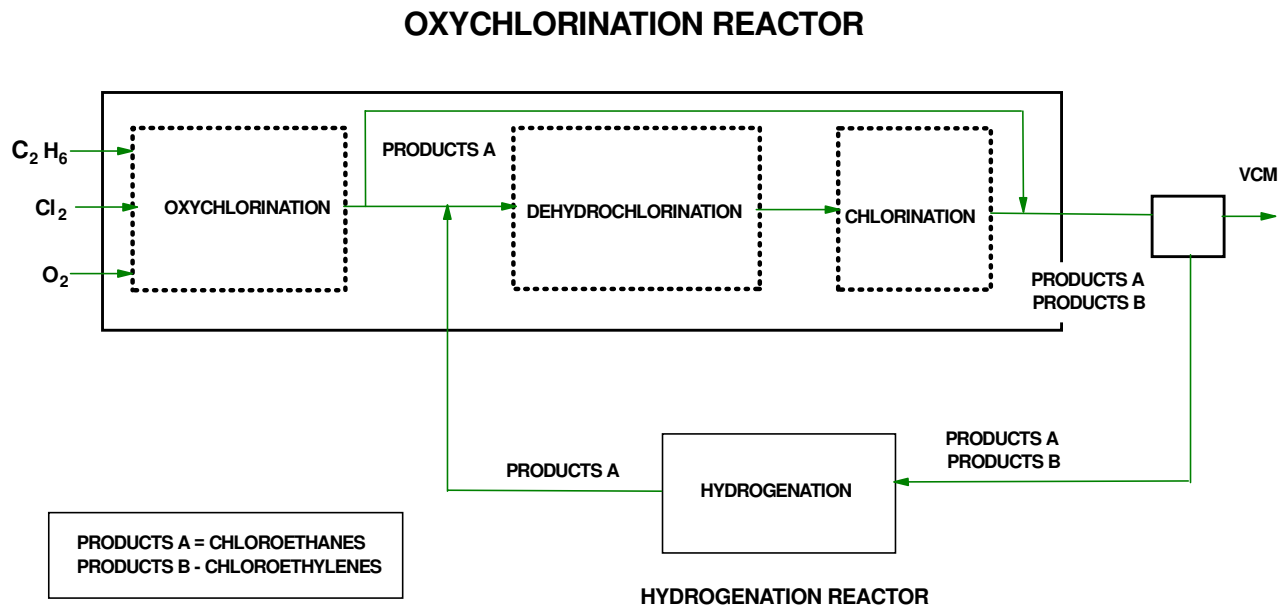 OXYCHLORINATION REACTOR
C2 H6
Cl2
O2
OXYCHLORINATION
PRODUCTS A
DEHYDROCHLORINATION
CHLORINATION
VCM
PRODUCTS A
PRODUCTS B
PRODUCTS A
PRODUCTS B
PRODUCTS A
HYDROGENATION
PRODUCTS A = CHLOROETHANES
PRODUCTS B - CHLOROETHYLENES
HYDROGENATION REACTOR